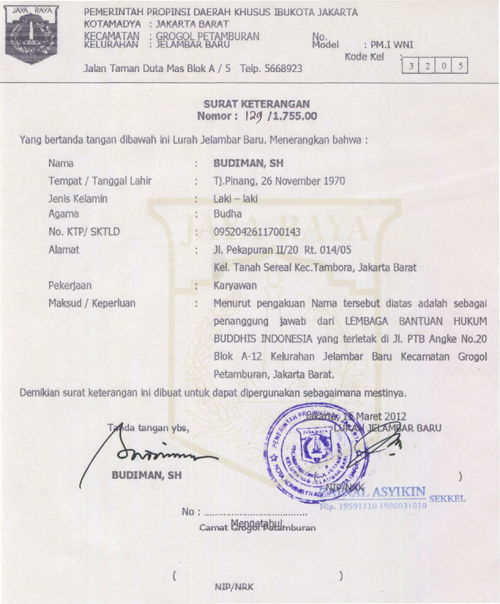 JAYA RAYA
PEMERINTAH PROPINSI DAERAH KHUSUS IBUKOTA JAKARTA
KOTAMADYA : JAKARTA BARAT
KECAMATAN : GROGOL PETAMBURAN
KELURAHAN : JELAMBAR BARU
No.
Model : PM.I WNI
Kode Kel :
3 2 0 5
Jalan Taman Duta Mas Blok A / 5 Telp. 5668923
SURAT KETERANGAN
Nomor : 129 /1.755.00
Yang bertanda tangan dibawah ini Lurah Jelambar Baru. Menerangkan bahwa :
Nama : BUDIMAN, SH
Tempat / Tanggal Lahir : Tj.Pinang, 26 November 1970
Jenis Kelamin : Laki – laki
Agama : Budha
No. KTP/ SKTLD : 0952042611700143
Alamat : Jl. Pekapuran II/20 Rt. 014/05
Kel. Tanah Sereal Kec.Tambora, Jakarta Barat
Pekerjaan : Karyawan
Maksud / Keperluan : Menurut pengakuan Nama tersebut diatas adalah sebagai
penanggung jawab dari LEMBAGA BANTUAN HUKUM
BUDDHIS INDONESIA yang terletak di Jl. PTB Angke No.20
Blok A-12 Kelurahan Jelambar Baru Kecamatan Grogol
Petamburan, Jakarta Barat.
JAYA RAYA
Demikian surat keterangan ini dibuat untuk dapat dipergunakan sebagaimana mestinya.
Jakarta, 15 Maret 2012
Tanda tangan ybs,
LURAH JELAMBAR BARU
BUDIMAN, SH
)
NIP/NRK
ASYIKIN
SEKKEL
Nip. 19591110 1980031010
No : ..............................
Mengetahui
Camat Grogol Petamburan
( )
NIP/NRK